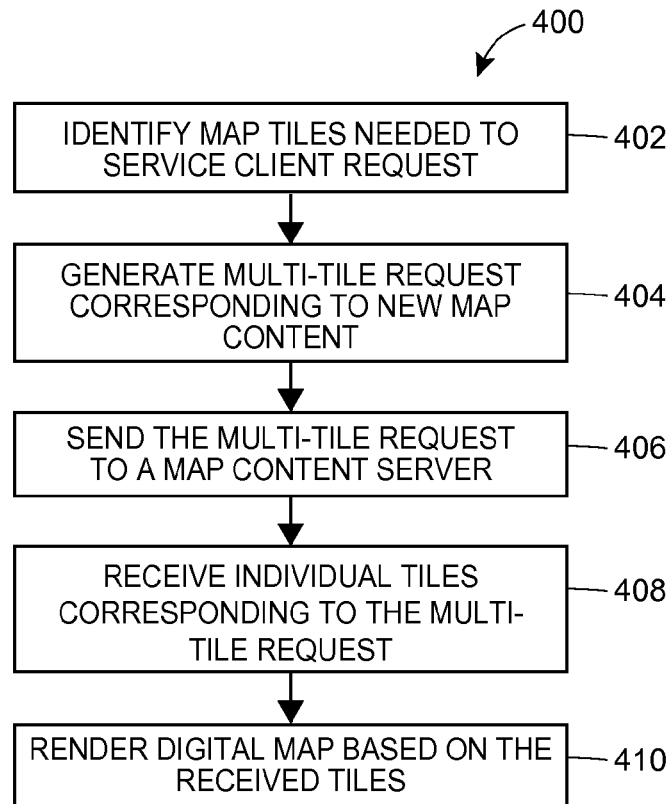 400
IDENTIFY MAP TILES NEEDED TO
SERVICE CLIENT REQUEST
402
GENERATE MULTI-TILE REQUEST
CORRESPONDING TO NEW MAP
CONTENT
404
SEND THE MULTI-TILE REQUEST
TO A MAP CONTENT SERVER
406
RECEIVE INDIVIDUAL TILES
CORRESPONDING TO THE MULTI-
TILE REQUEST
408
RENDER DIGITAL MAP BASED ON THE
RECEIVED TILES
410